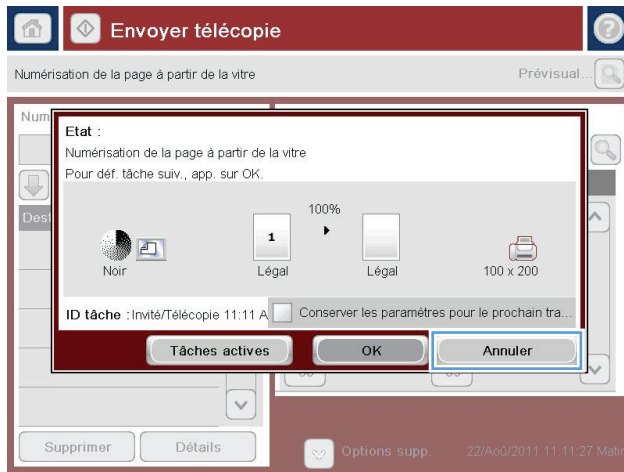 Envoyer télécopie
Numérisation de la page à partir de la vitre
Prévisual...
Num
Etat :
Numérisation de la page à partir de la vitre
Pour déf. tâche suiv., app. sur OK.
Dest
100%
1
Noir
Légal
Légal
100 x 200
ID tâche : Invité/Télécopie 11:11 A
Conserver les paramètres pour le prochain tra...
Tâches actives
OK
Annuler
Supprimer
Détails
Options supp.
22/Aoû/2011 11:11:27 Matin